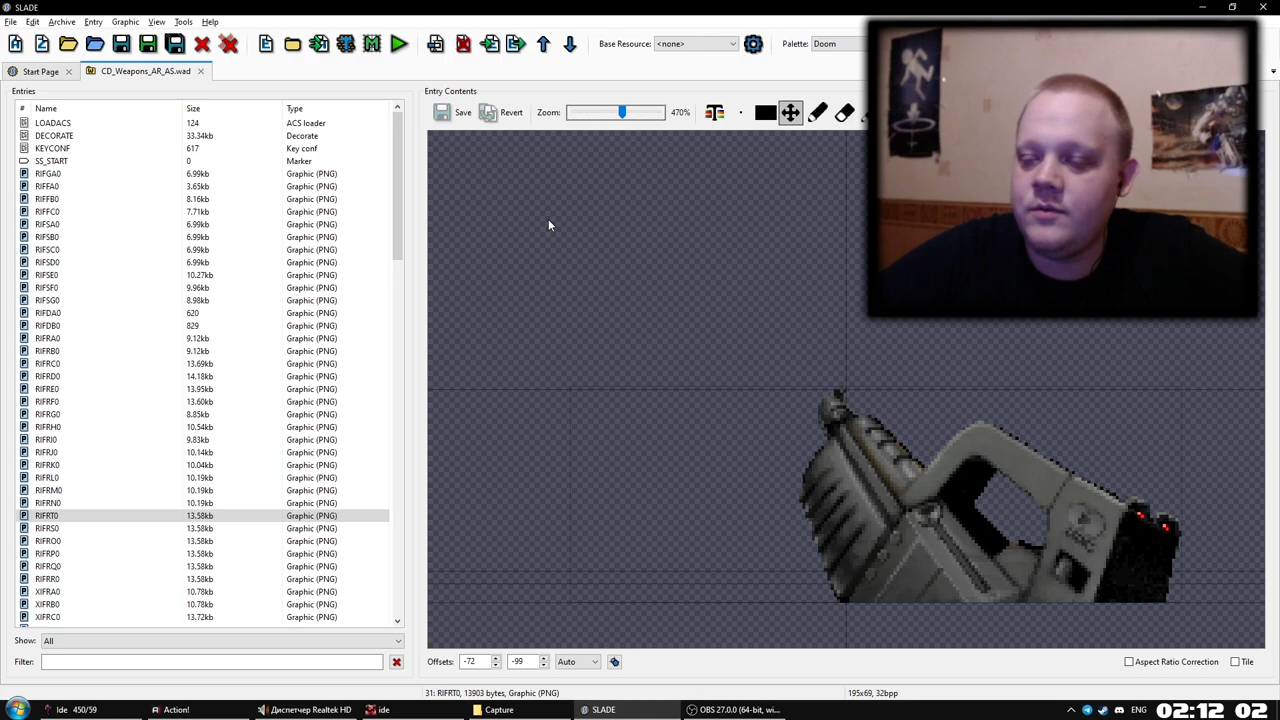 SLADE
File Edit Archive Entry Graphic View Tools Help
Base Resource: <none> Palette: Doom
Start Page CD_Weapons_AR_AS.wad
Entries
Entry Contents
# Name Size Type
Save Revert Zoom: 470%
LOADACS 124 ACS loader
DECORATE 33.34kb Decorate
KEYCONF 617 Key conf
SS_START 0 Marker
RIFGA0 6.99kb Graphic (PNG)
RIFFA0 3.65kb Graphic (PNG)
RIFFB0 8.16kb Graphic (PNG)
RIFFC0 7.71kb Graphic (PNG)
RIFSA0 6.99kb Graphic (PNG)
RIFSB0 6.99kb Graphic (PNG)
RIFSC0 6.99kb Graphic (PNG)
RIFSD0 6.99kb Graphic (PNG)
RIFSE0 10.27kb Graphic (PNG)
RIFSF0 9.96kb Graphic (PNG)
RIFSG0 8.98kb Graphic (PNG)
RIFDA0 620 Graphic (PNG)
RIFDB0 829 Graphic (PNG)
RIFRA0 9.12kb Graphic (PNG)
RIFRB0 9.12kb Graphic (PNG)
RIFRC0 13.69kb Graphic (PNG)
RIFRD0 14.18kb Graphic (PNG)
RIFRE0 13.95kb Graphic (PNG)
RIFRF0 13.60kb Graphic (PNG)
RIFRG0 8.85kb Graphic (PNG)
RIFRH0 10.54kb Graphic (PNG)
RIFRI0 9.83kb Graphic (PNG)
RIFRJ0 10.14kb Graphic (PNG)
RIFRK0 10.04kb Graphic (PNG)
RIFRL0 10.19kb Graphic (PNG)
RIFRM0 10.19kb Graphic (PNG)
RIFRN0 10.19kb Graphic (PNG)
RIFRT0 13.58kb Graphic (PNG)
RIFRS0 13.58kb Graphic (PNG)
RIFRO0 13.58kb Graphic (PNG)
RIFRP0 13.58kb Graphic (PNG)
RIFRQ0 13.58kb Graphic (PNG)
RIFRR0 13.58kb Graphic (PNG)
XIFRA0 10.78kb Graphic (PNG)
XIFRB0 10.78kb Graphic (PNG)
XIFRC0 13.72kb Graphic (PNG)
Show: All
Filter:
Offsets: -72 -99 Auto Aspect Ratio Correction Tile
31: RIFRT0, 13903 bytes, Graphic (PNG) 195x69, 32bpp
Ide 450/59 Action! Диспетчер Realtek HD ide Capture SLADE OBS 27.0.0 (64-bit, wi... ENG 02:12 02